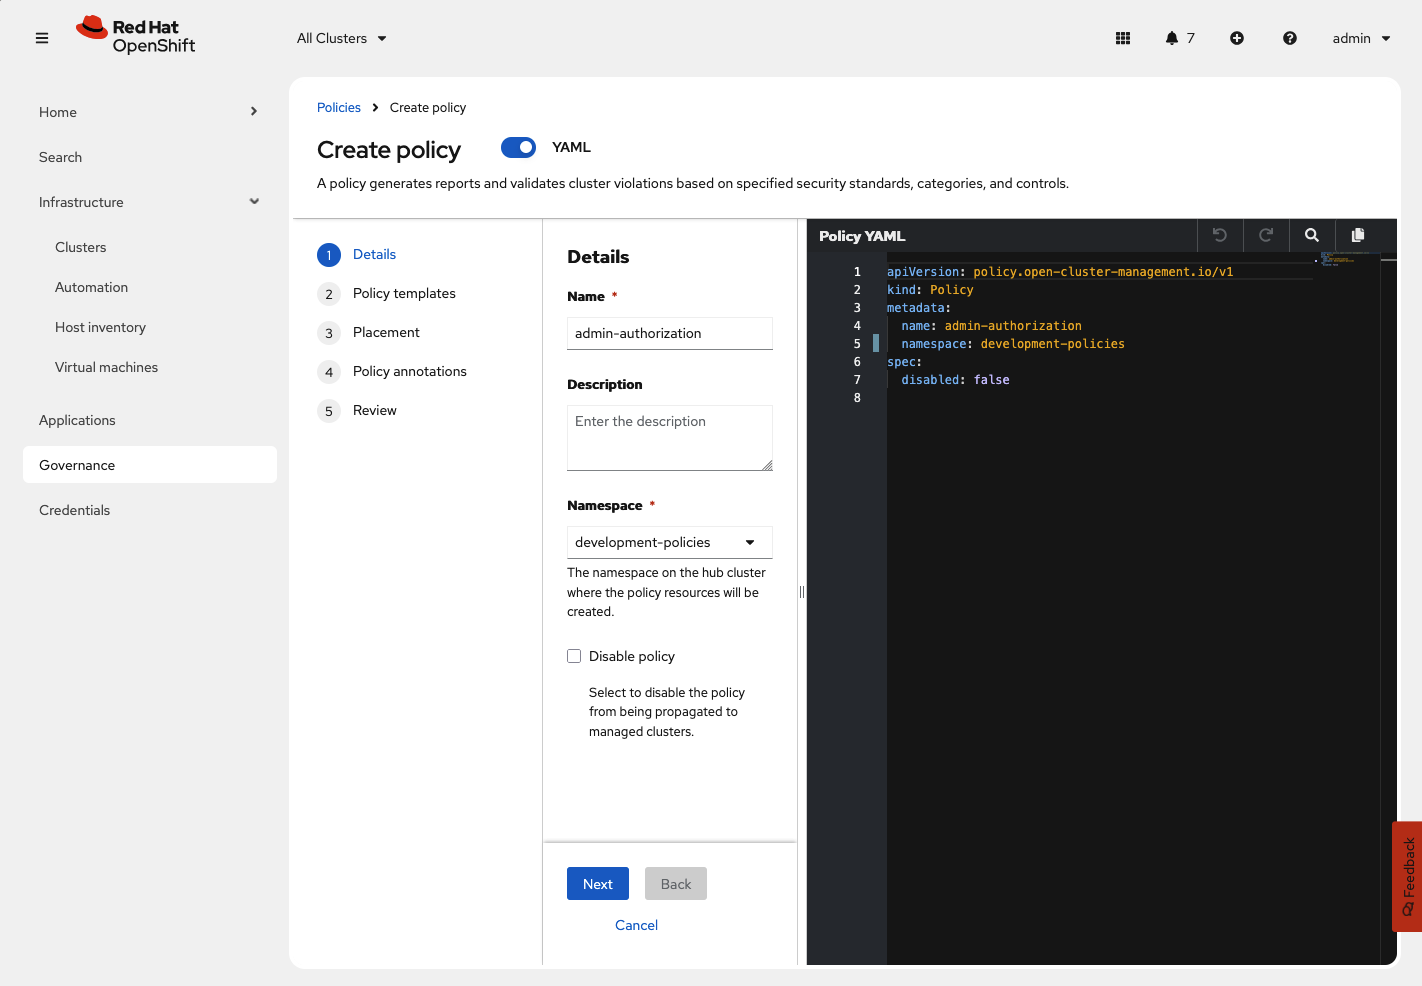 Red Hat
OpenShift
All Clusters
7
admin
Home
Search
Infrastructure
Clusters
Automation
Host inventory
Virtual machines
Applications
Governance
Credentials
Policies
Create policy
Create policy
YAML
A policy generates reports and validates cluster violations based on specified security standards, categories, and controls.
1 Details
2 Policy templates
3 Placement
4 Policy annotations
5 Review
Details
Name *
admin-authorization
Description
Enter the description
Namespace *
development-policies
The namespace on the hub cluster
where the policy resources will be
created.
Disable policy
Select to disable the policy
from being propagated to
managed clusters.
Next
Back
Cancel
Policy YAML
1 apiVersion: policy.open-cluster-management.io/v1
2 kind: Policy
3 metadata:
4 name: admin-authorization
5 namespace: development-policies
6 spec:
7 disabled: false
8
Feedback